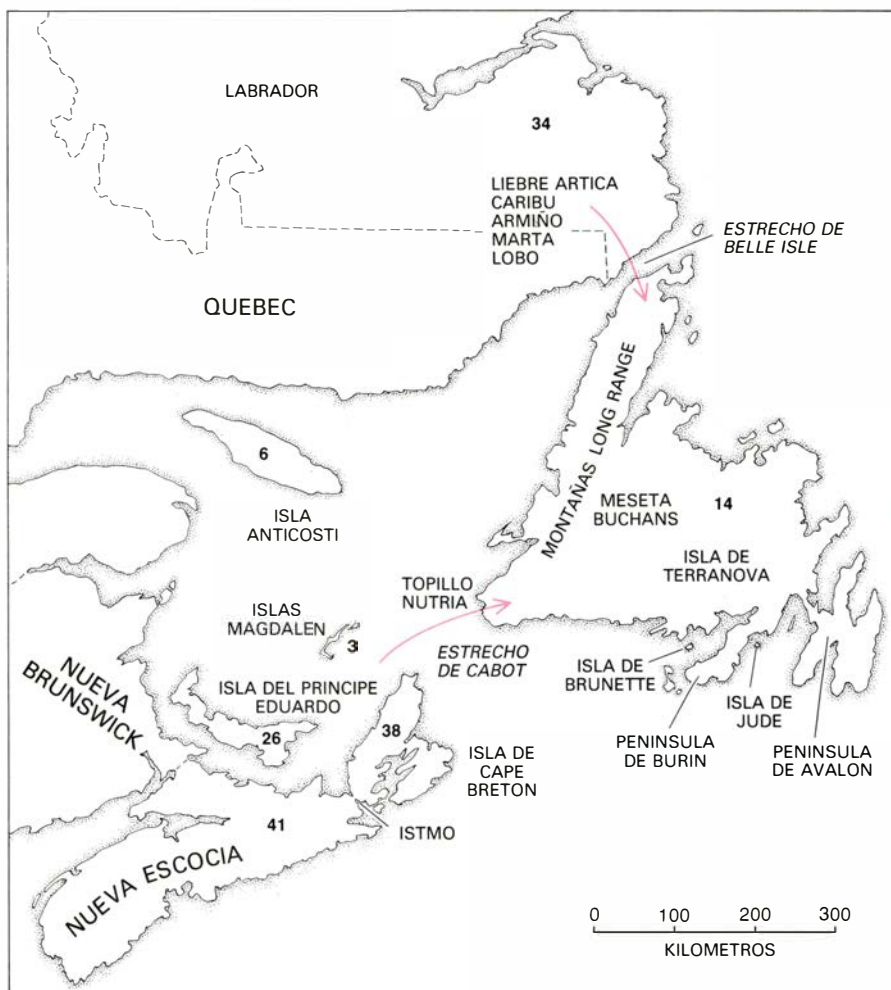 LABRADOR
34
LIEBRE ARTICA
CARIBU
ARMIÑO
MARTA
LOBO
ESTRECHO DE
BELLE ISLE
QUEBEC
MONTAÑAS LONG RANGE
6
ISLA
ANTICOSTI
MESETA
BUCHANS
14
ISLA DE
TERRANOVA
TOPILLO
NUTRIA
ISLAS
MAGDALEN
3
ESTRECHO
DE CABOT
NUEVA
BRUNSWICK
ISLA DEL PRINCIPE
EDUARDO
26
38
ISLA DE
BRUNETTE
ISLA DE
JUDE
PENINSULA
DE BURIN
PENINSULA
DE AVALON
ISLA DE
CAPE
BRETON
41
ISTMO
NUEVA ESCOCIA
0 100 200 300
KILOMETROS